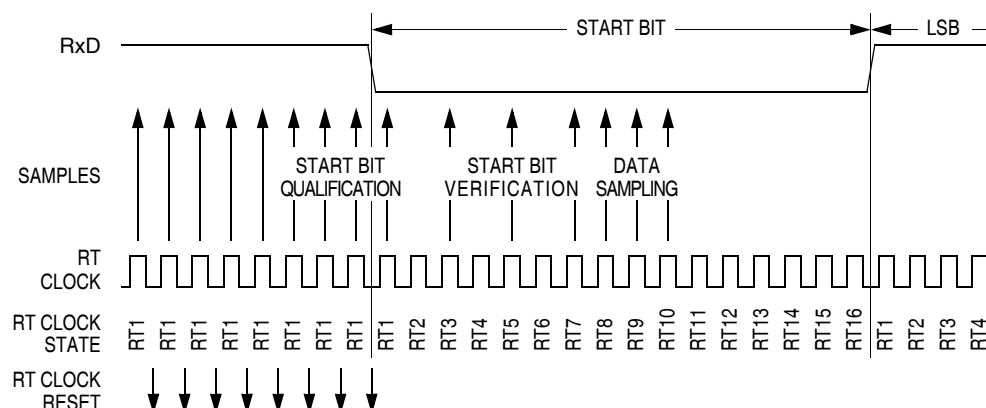 START BIT LSB
RxD
SAMPLES
START BIT
QUALIFICATION
START BIT
VERIFICATION
DATA
SAMPLING
RT
CLOCK
RT CLOCK
STATE
RT1 RT1 RT1 RT1 RT1 RT1 RT1 RT1 RT1 RT2 RT3 RT4 RT5 RT6 RT7 RT8 RT9 RT10 RT11 RT12 RT13 RT14 RT15 RT16 RT1 RT2 RT3 RT4
RT CLOCK
RESET